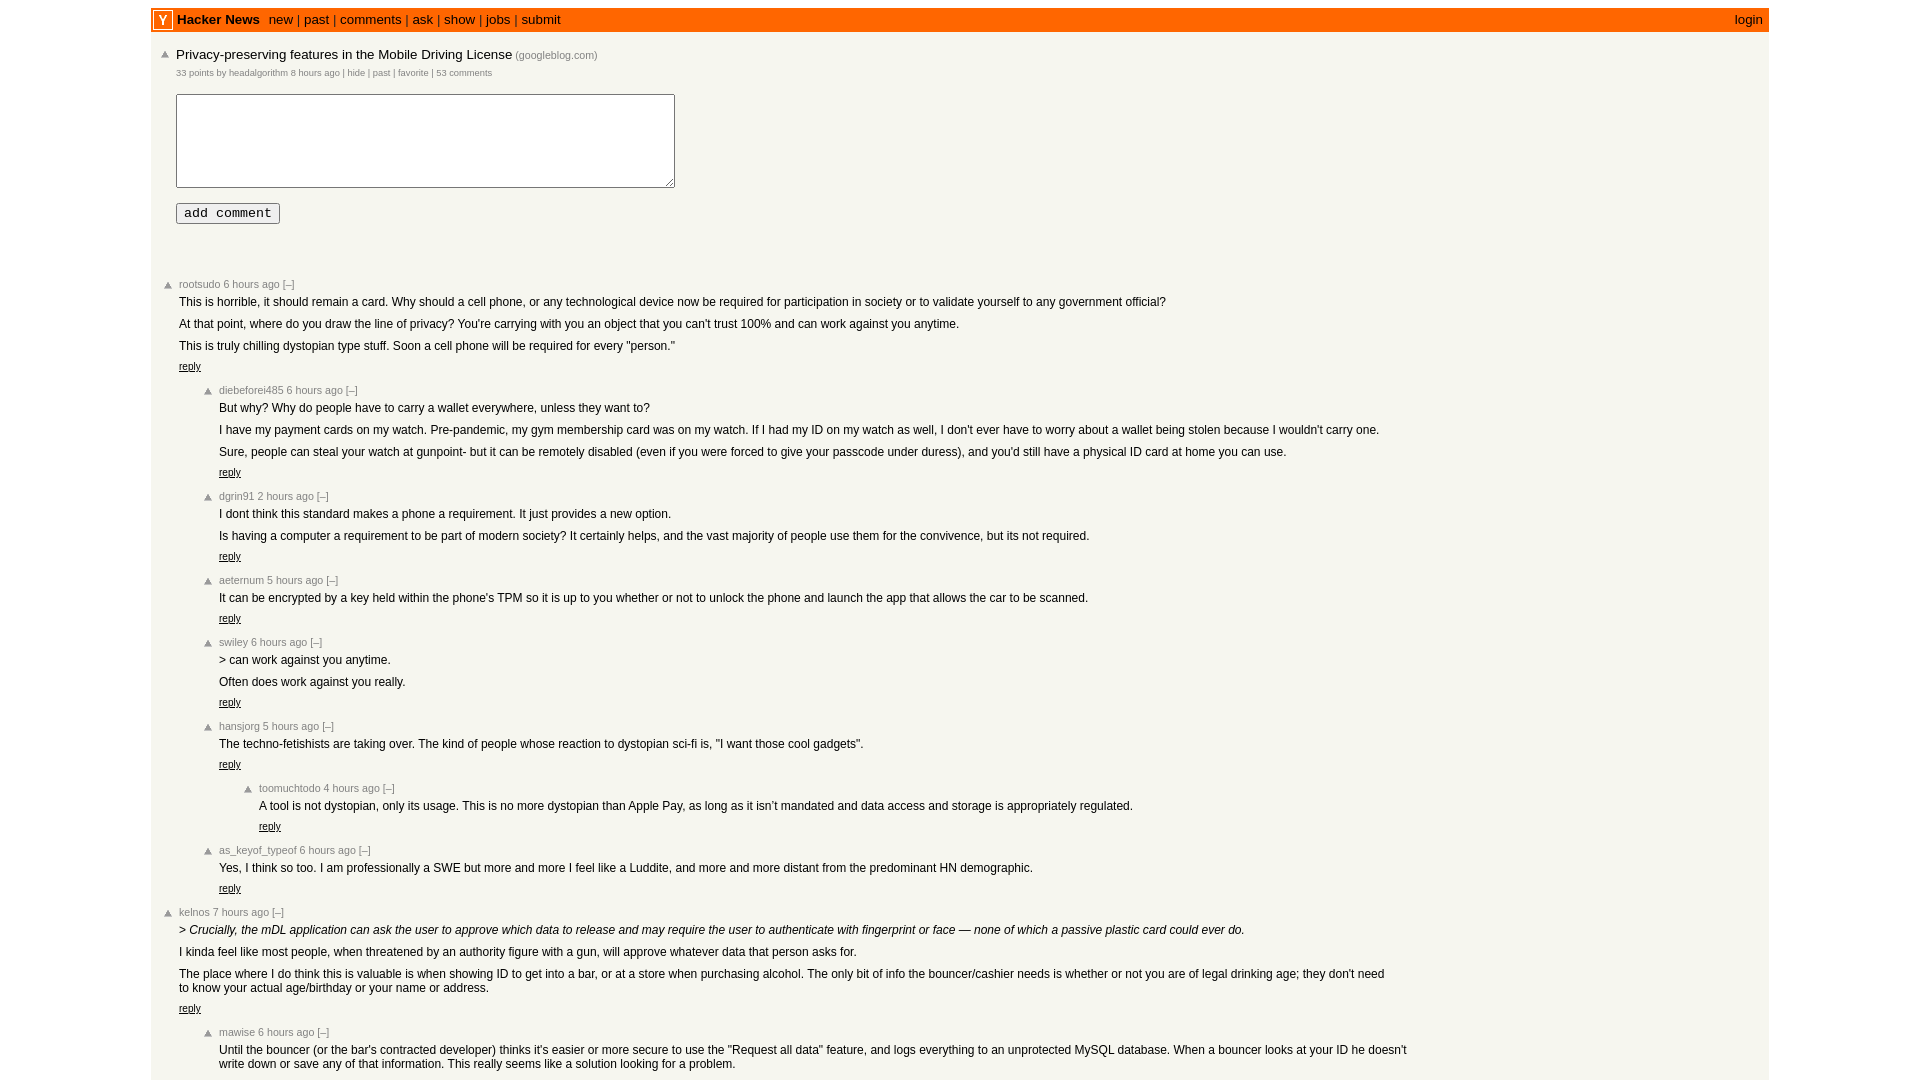 Y Hacker News new | past | comments | ask | show | jobs | submit login
Privacy-preserving features in the Mobile Driving License (googleblog.com)
33 points by headalgorithm 8 hours ago | hide | past | favorite | 53 comments
add comment
rootsudo 6 hours ago [–]
This is horrible, it should remain a card. Why should a cell phone, or any technological device now be required for participation in society or to validate yourself to any government official?
At that point, where do you draw the line of privacy? You're carrying with you an object that you can't trust 100% and can work against you anytime.
This is truly chilling dystopian type stuff. Soon a cell phone will be required for every "person."
reply
diebeforei485 6 hours ago [–]
But why? Why do people have to carry a wallet everywhere, unless they want to?
I have my payment cards on my watch. Pre-pandemic, my gym membership card was on my watch. If I had my ID on my watch as well, I don't ever have to worry about a wallet being stolen because I wouldn't carry one.
Sure, people can steal your watch at gunpoint- but it can be remotely disabled (even if you were forced to give your passcode under duress), and you'd still have a physical ID card at home you can use.
reply
dgrin91 2 hours ago [–]
I dont think this standard makes a phone a requirement. It just provides a new option.
Is having a computer a requirement to be part of modern society? It certainly helps, and the vast majority of people use them for the convivence, but its not required.
reply
aeternum 5 hours ago [–]
It can be encrypted by a key held within the phone's TPM so it is up to you whether or not to unlock the phone and launch the app that allows the car to be scanned.
reply
swiley 6 hours ago [–]
> can work against you anytime.
Often does work against you really.
reply
hansjorg 5 hours ago [–]
The techno-fetishists are taking over. The kind of people whose reaction to dystopian sci-fi is, "I want those cool gadgets".
reply
toomuchtodo 4 hours ago [–]
A tool is not dystopian, only its usage. This is no more dystopian than Apple Pay, as long as it isn’t mandated and data access and storage is appropriately regulated.
reply
as_keyof_typeof 6 hours ago [–]
Yes, I think so too. I am professionally a SWE but more and more I feel like a Luddite, and more and more distant from the predominant HN demographic.
reply
kelnos 7 hours ago [–]
> Crucially, the mDL application can ask the user to approve which data to release and may require the user to authenticate with fingerprint or face — none of which a passive plastic card could ever do.
I kinda feel like most people, when threatened by an authority figure with a gun, will approve whatever data that person asks for.
The place where I do think this is valuable is when showing ID to get into a bar, or at a store when purchasing alcohol. The only bit of info the bouncer/cashier needs is whether or not you are of legal drinking age; they don't need
to know your actual age/birthday or your name or address.
reply
mawise 6 hours ago [–]
Until the bouncer (or the bar's contracted developer) thinks it's easier or more secure to use the "Request all data" feature, and logs everything to an unprotected MySQL database. When a bouncer looks at your ID he doesn't
write down or save any of that information. This really seems like a solution looking for a problem.